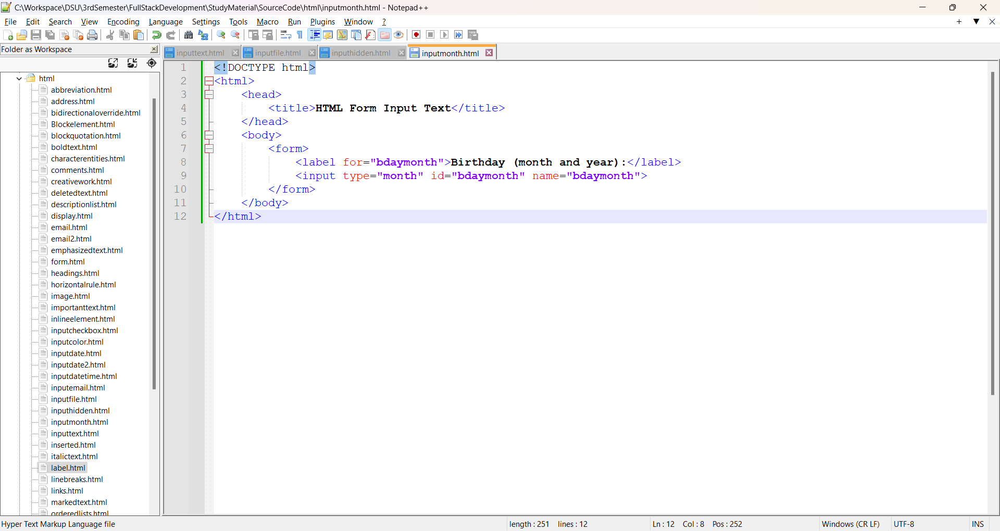 C:\Workspace\DSU\3rdSemester\FullStackDevelopment\StudyMaterial\SourceCode\html\inputmonth.html - Notepad++
File Edit Search View Encoding Language Settings Tools Macro Run Plugins Window ?
Folder as Workspace
inputtext.html inputfile.html inputhidden.html inputmonth.html
html
abbreviation.html
address.html
bidirectionaloverride.html
Blockelement.html
blockquotation.html
boldtext.html
characterentities.html
comments.html
creativework.html
deletedtext.html
descriptionlist.html
display.html
email.html
email2.html
emphasizedtext.html
form.html
headings.html
horizontalrule.html
image.html
importanttext.html
inlineelement.html
inputcheckbox.html
inputcolor.html
inputdate.html
inputdate2.html
inputdatetime.html
inputemail.html
inputfile.html
inputhidden.html
inputmonth.html
inputtext.html
inserted.html
italictext.html
label.html
linebreaks.html
links.html
markedtext.html
orderedlists.html
1 <!DOCTYPE html>
2 <html>
3 <head>
4 <title>HTML Form Input Text</title>
5 </head>
6 <body>
7 <form>
8 <label for="bdaymonth">Birthday (month and year):</label>
9 <input type="month" id="bdaymonth" name="bdaymonth">
10 </form>
11 </body>
12 </html>
Hyper Text Markup Language file length : 251 lines : 12 Ln : 12 Col : 8 Pos : 252 Windows (CR LF) UTF-8 INS